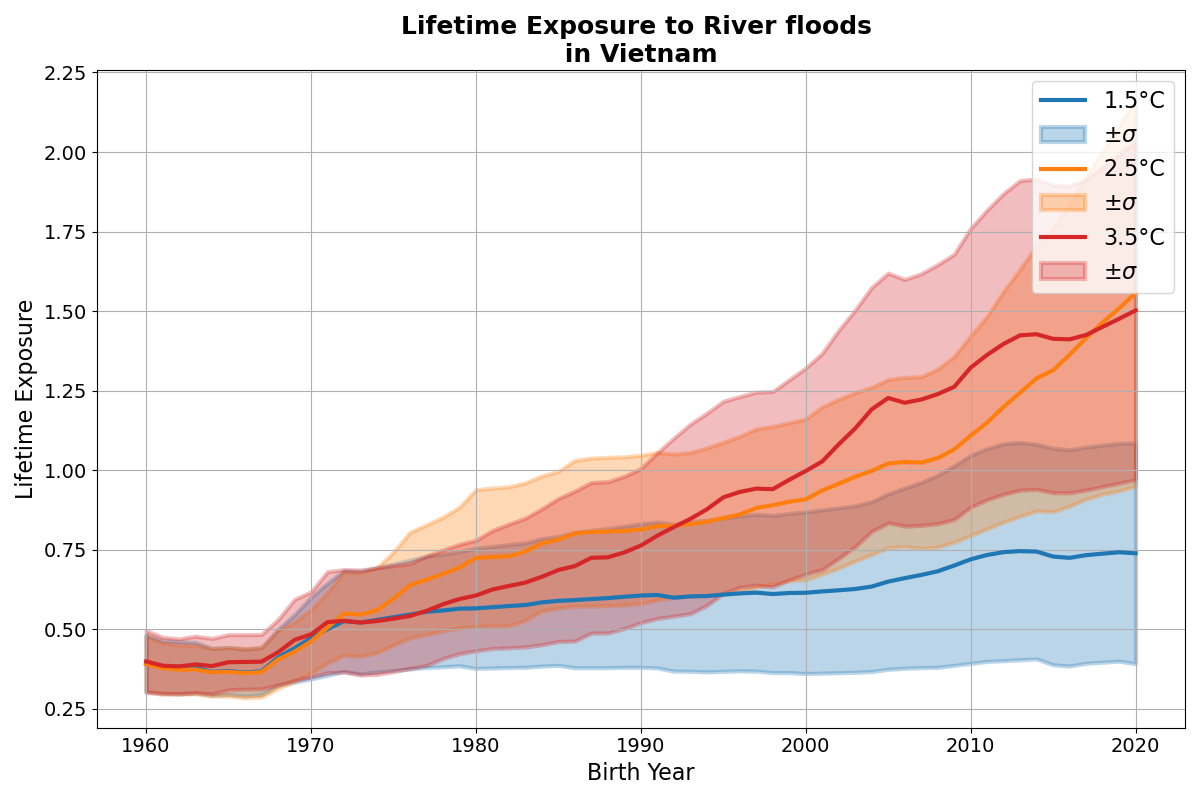 Lifetime Exposure to River floods
in Vietnam
2.25
2.00
1.75
1.50
1.25
1.00
0.75
0.50
0.25
Lifetime Exposure
1.5°C
±σ
2.5°C
±σ
3.5°C
±σ
1960 1970 1980 1990 2000 2010 2020
Birth Year